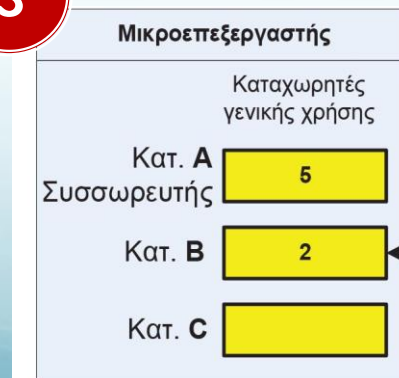 Μικροεπεξεργαστής
Καταχωρητές
γενικής χρήσης
Κατ. A
Συσσωρευτής
5
Κατ. B
2
Κατ. C